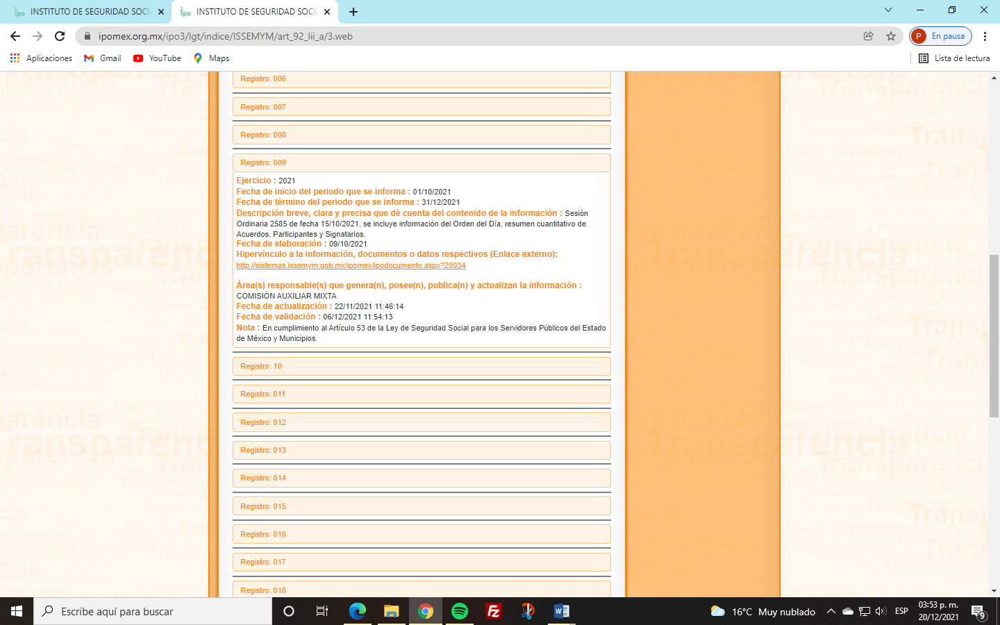 INSTITUTO DE SEGURIDAD SOCI
INSTITUTO DE SEGURIDAD SOCI
ipomex.org.mx/ipo3/lgt/indice/ISSEMYM/art_92_lii_a/3.web
P En pausa
Aplicaciones Gmail YouTube Maps Lista de lectura
Registro: 006
Registro: 007
Registro: 008
Registro: 009
Ejercicio : 2021
Fecha de inicio del periodo que se informa : 01/10/2021
Fecha de término del periodo que se informa : 31/12/2021
Descripción breve, clara y precisa que dé cuenta del contenido de la información : Sesión
Ordinaria 2585 de fecha 15/10/2021, se incluye información del Orden del Día, resumen cuantitativo de
Acuerdos, Participantes y Signatarios.
Fecha de elaboración : 09/10/2021
Hipervínculo a la información, documentos o datos respectivos (Enlace externo):
http://sistemas.issemym.gob.mx/ipomex/ipodocumento.aspx?20034
Área(s) responsable(s) que genera(n), posee(n), publica(n) y actualizan la información :
COMISIÓN AUXILIAR MIXTA
Fecha de actualización : 22/11/2021 11:46:14
Fecha de validación : 06/12/2021 11:54:13
Nota : En cumplimiento al Artículo 53 de la Ley de Seguridad Social para los Servidores Públicos del Estado
de México y Municipios.
Registro: 10
Registro: 011
Registro: 012
Registro: 013
Registro: 014
Registro: 015
Registro: 016
Registro: 017
Registro: 018
Escribe aquí para buscar
16°C Muy nublado
ESP
03:53 p. m.
20/12/2021
9